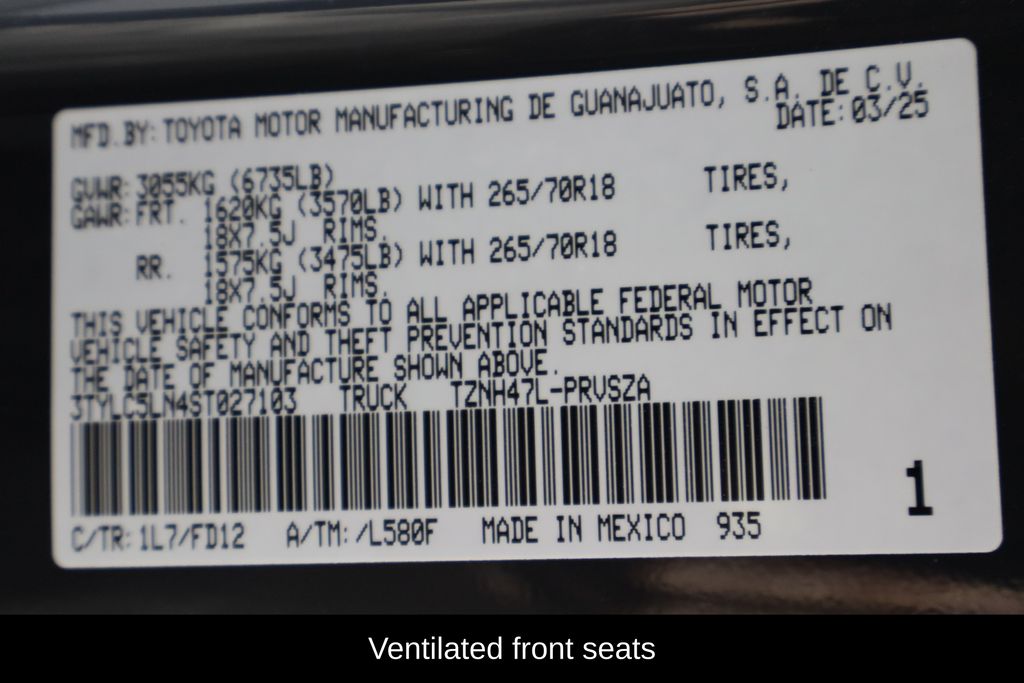 MFD.BY: TOYOTA MOTOR MANUFACTURING DE GUANAJUATO, S.A. DE C.V.
DATE: 03/25
GVWR: 3055KG (6735LB)
GAWR: FRT. 1620KG (3570LB) WITH 265/70R18 TIRES,
18X7.5J RIMS.
RR. 1575KG (3475LB) WITH 265/70R18 TIRES,
18X7.5J RIMS.
THIS VEHICLE CONFORMS TO ALL APPLICABLE FEDERAL MOTOR
VEHICLE SAFETY AND THEFT PREVENTION STANDARDS IN EFFECT ON
THE DATE OF MANUFACTURE SHOWN ABOVE.
3TYLC5LN4ST027103 TRUCK TZNH47L-PRVSZA
1
C/TR: 1L7/FD12 A/TM: /L580F MADE IN MEXICO 935
Ventilated front seats